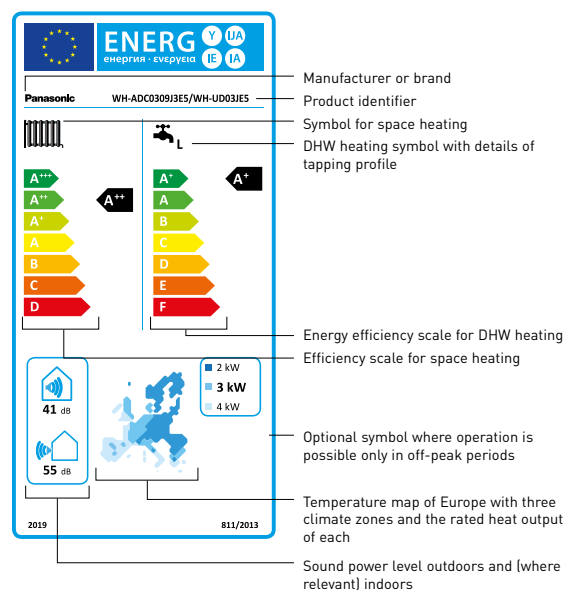 ENERG
енергия · ενεργεια
Y IJA
IE IA
Manufacturer or brand
Panasonic WH-ADC0309J3E5/WH-UD03JE5
Product identifier
Symbol for space heating
L
DHW heating symbol with details of
tapping profile
A+++
A++
A+
A
B
C
D
A++
A+
A
B
C
D
E
F
A+
Energy efficiency scale for DHW heating
Efficiency scale for space heating
41 dB
55 dB
2 kW
3 kW
4 kW
Optional symbol where operation is
possible only in off-peak periods
Temperature map of Europe with three
climate zones and the rated heat output
of each
2019 811/2013
Sound power level outdoors and (where
relevant) indoors